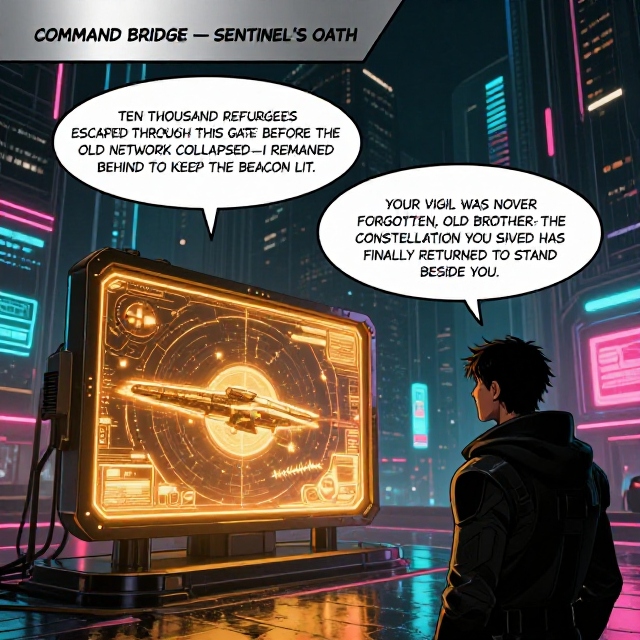 COMMAND BRIDGE — SENTINEL'S OATH
TEN THOUSAND REFURGEES
ESCAPED THROUGH THIS GATE BEFORE THE
OLD NETWORK COLLAPSED—I REMANED
BEHIND TO KEEP THE BEACON LIT.
YOUR VIGIL WAS NOVER
FORGOTTEN, OLD BROTHER: THE
CONSTELLATION YOU SIVED HAS
FINALLY RETURNED TO STAND
BESIDE YOU.